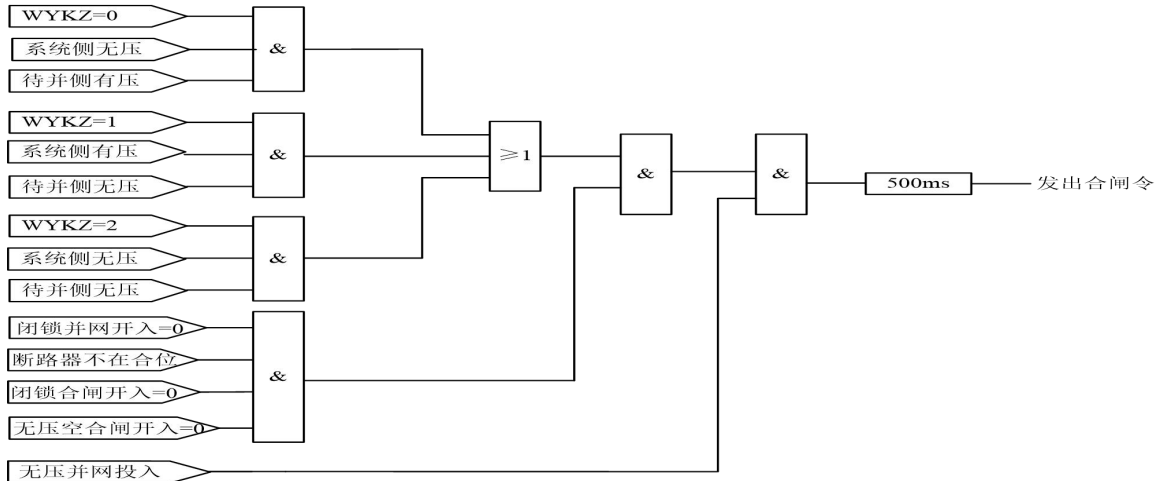 WYKZ=0
系统侧无压
待并侧有压
&
WYKZ=1
系统侧有压
待并侧无压
&
≥1
&
&
500ms
发出合闸令
WYKZ=2
系统侧无压
待并侧无压
&
闭锁并网开入=0
断路器不在合位
闭锁合闸开入=0
无压空合闸开入=0
&
无压并网投入